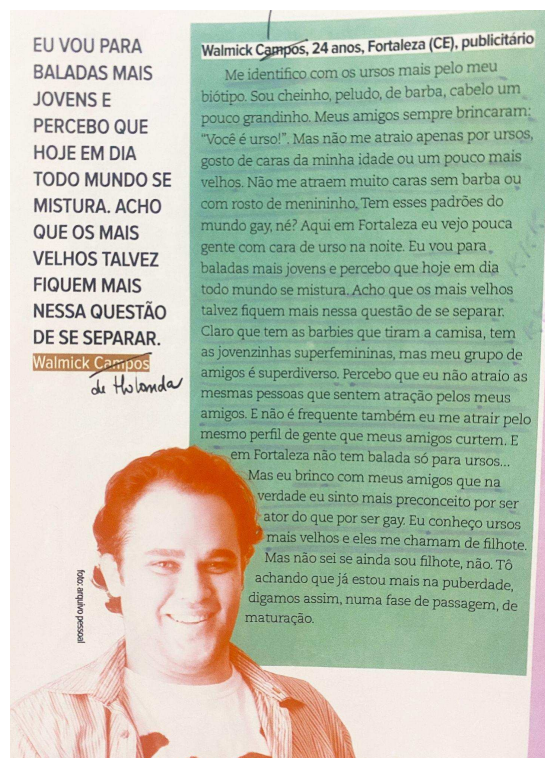 EU VOU PARA
BALADAS MAIS
JOVENS E
PERCEBO QUE
HOJE EM DIA
TODO MUNDO SE
MISTURA. ACHO
QUE OS MAIS
VELHOS TALVEZ
FIQUEM MAIS
NESSA QUESTÃO
DE SE SEPARAR.
Walmick Campos
de Holanda
Walmick Campos, 24 anos, Fortaleza (CE), publicitário
Me identifico com os ursos mais pelo meu
biótipo. Sou cheinho, peludo, de barba, cabelo um
pouco grandinho. Meus amigos sempre brincaram:
"Você é urso!". Mas não me atraio apenas por ursos,
gosto de caras da minha idade ou um pouco mais
velhos. Não me atraem muito caras sem barba ou
com rosto de menininho, Tem esses padrões do
mundo gay, né? Aqui em Fortaleza eu vejo pouca
gente com cara de urso na noite. Eu vou para
baladas mais jovens e percebo que hoje em dia
todo mundo se mistura. Acho que os mais velhos
talvez fiquem mais nessa questão de se separar.
Claro que tem as barbies que tiram a camisa, tem
as jovenzinhas superfemininas, mas meu grupo de
amigos é superdiverso. Percebo que eu não atraio as
mesmas pessoas que sentem atração pelos meus
amigos. E não é frequente também eu me atrair pelo
mesmo perfil de gente que meus amigos curtem. E
em Fortaleza não tem balada só para ursos...
Mas eu brinco com meus amigos que na
verdade eu sinto mais preconceito por ser
ator do que por ser gay. Eu conheço ursos
mais velhos e eles me chamam de filhote.
Mas não sei se ainda sou filhote, não. Tô
achando que já estou mais na puberdade,
digamos assim, numa fase de passagem, de
maturação.
foto: arquivo pessoal